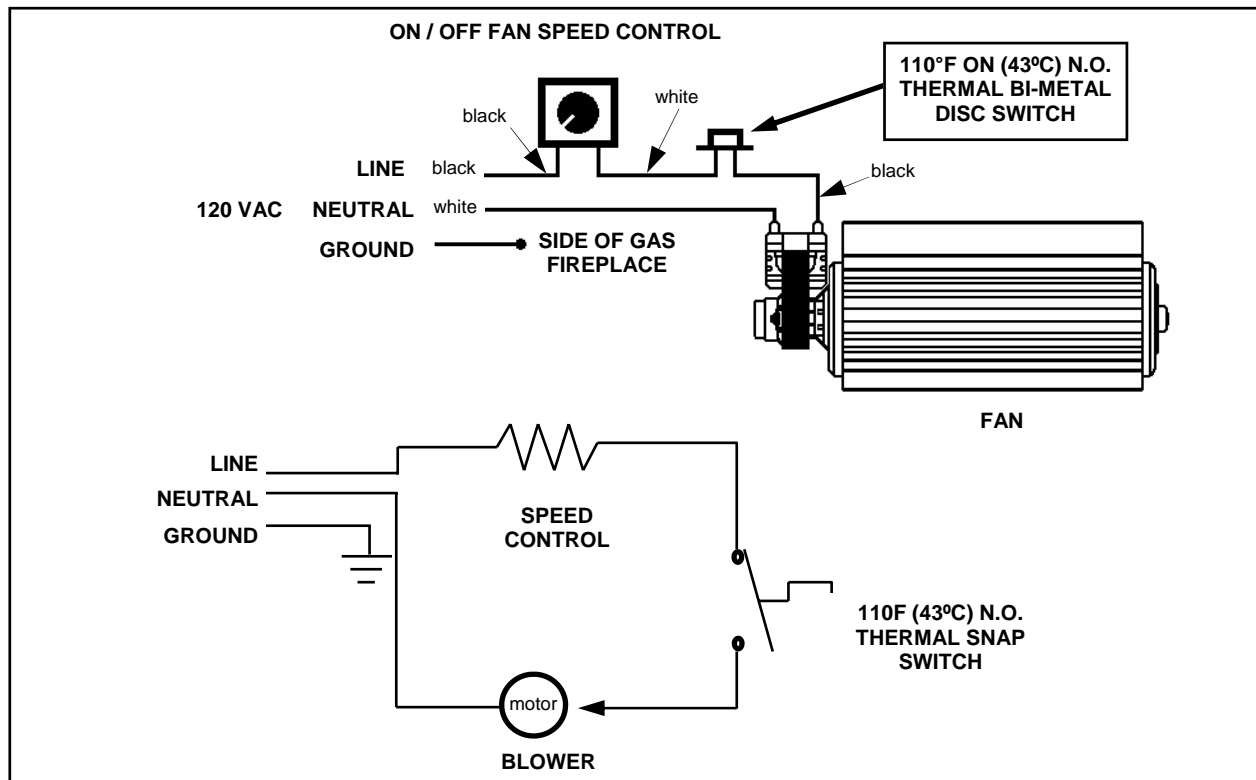 ON / OFF FAN SPEED CONTROL
110°F ON (43ºC) N.O.
THERMAL BI-METAL
DISC SWITCH
white
black
LINE black
black
120 VAC NEUTRAL white
GROUND
SIDE OF GAS
FIREPLACE
FAN
LINE
NEUTRAL
GROUND
SPEED
CONTROL
110F (43ºC) N.O.
THERMAL SNAP
SWITCH
motor
BLOWER